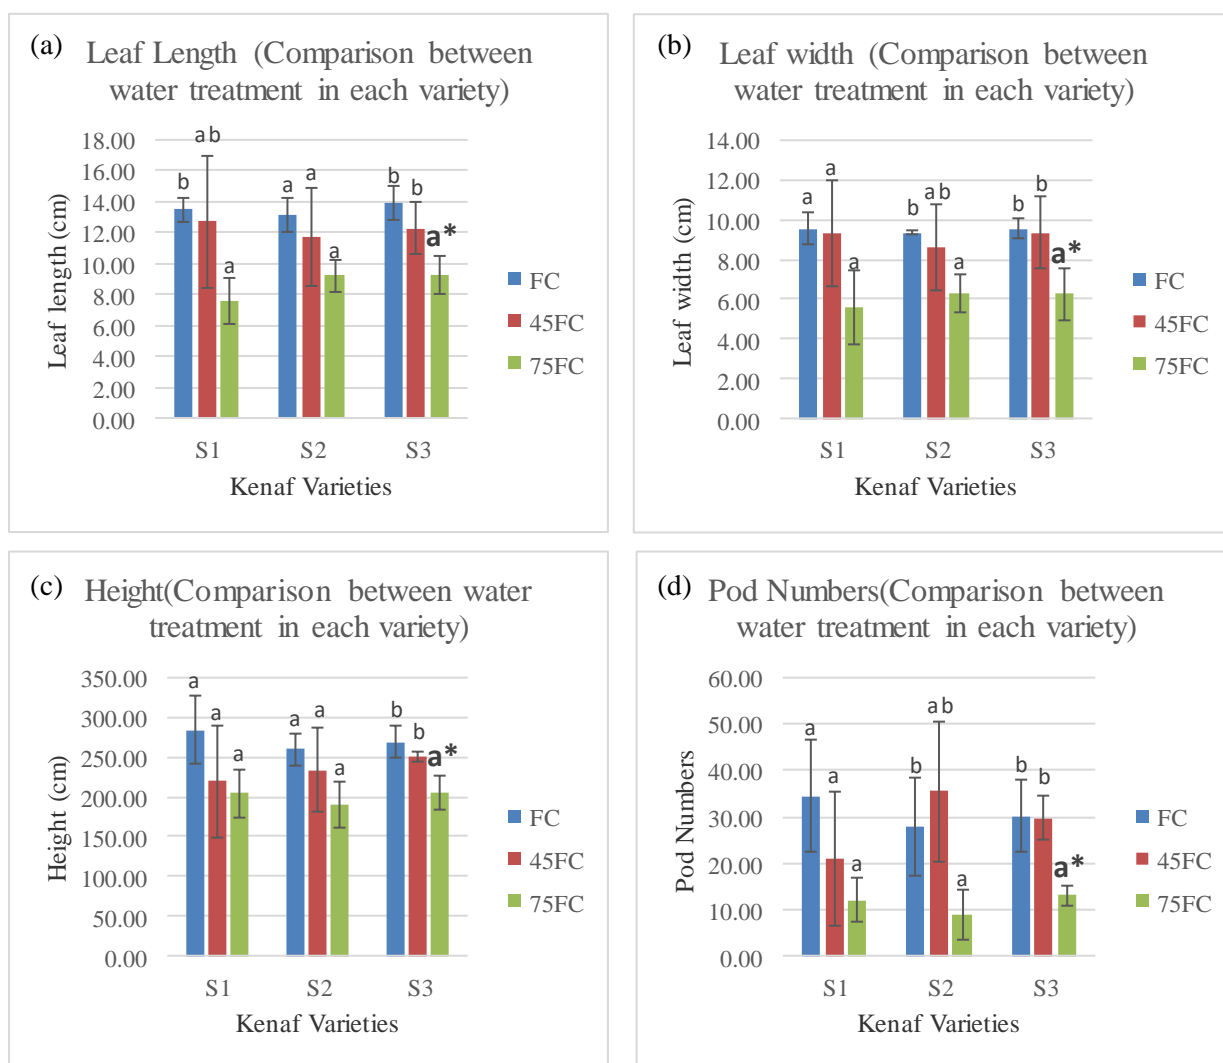 (a) Leaf Length (Comparison between
water treatment in each variety)
Leaf length (cm)
18.00
16.00
14.00
12.00
10.00
8.00
6.00
4.00
2.00
0.00
b
ab
a
a
a
a
b
b
a*
S1 S2 S3
Kenaf Varieties
FC
45FC
75FC
(b) Leaf width (Comparison between
water treatment in each variety)
Leaf width (cm)
14.00
12.00
10.00
8.00
6.00
4.00
2.00
0.00
a
a
a
b
ab
a
b
b
a*
S1 S2 S3
Kenaf Varieties
FC
45FC
75FC
(c) Height(Comparison between water
treatment in each variety)
Height (cm)
350.00
300.00
250.00
200.00
150.00
100.00
50.00
0.00
a
a
a
a
a
a
b
b
a*
S1 S2 S3
Kenaf Varieties
FC
45FC
75FC
(d) Pod Numbers(Comparison between
water treatment in each variety)
Pod Numbers
60.00
50.00
40.00
30.00
20.00
10.00
0.00
a
a
a
b
ab
a
b
b
a*
S1 S2 S3
Kenaf Varieties
FC
45FC
75FC